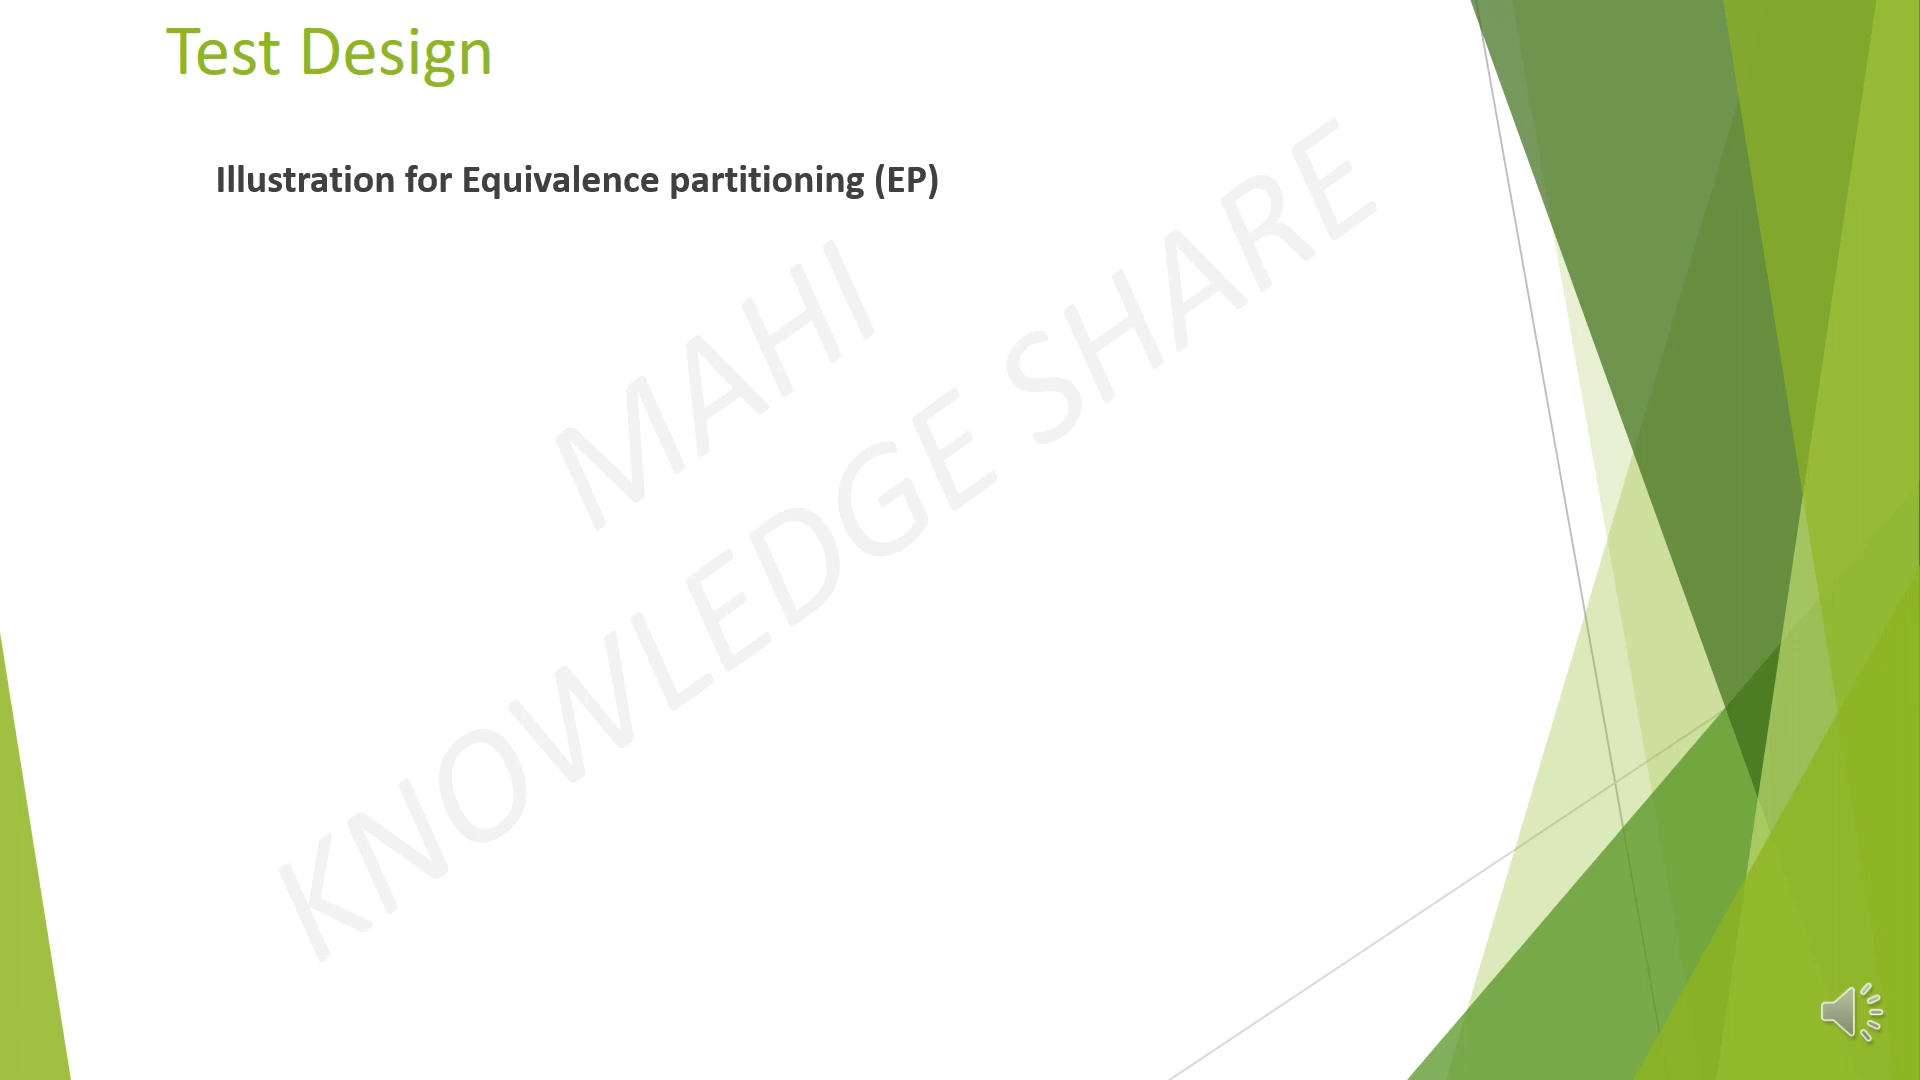 Test Design
Illustration for Equivalence partitioning (EP)
MAHI
KNOWLEDGE SHARE